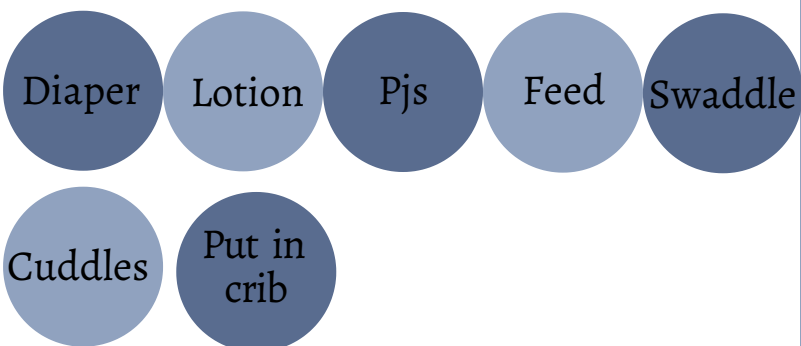 Diaper
Lotion
Pjs
Feed
Swaddle
Cuddles
Put in
crib